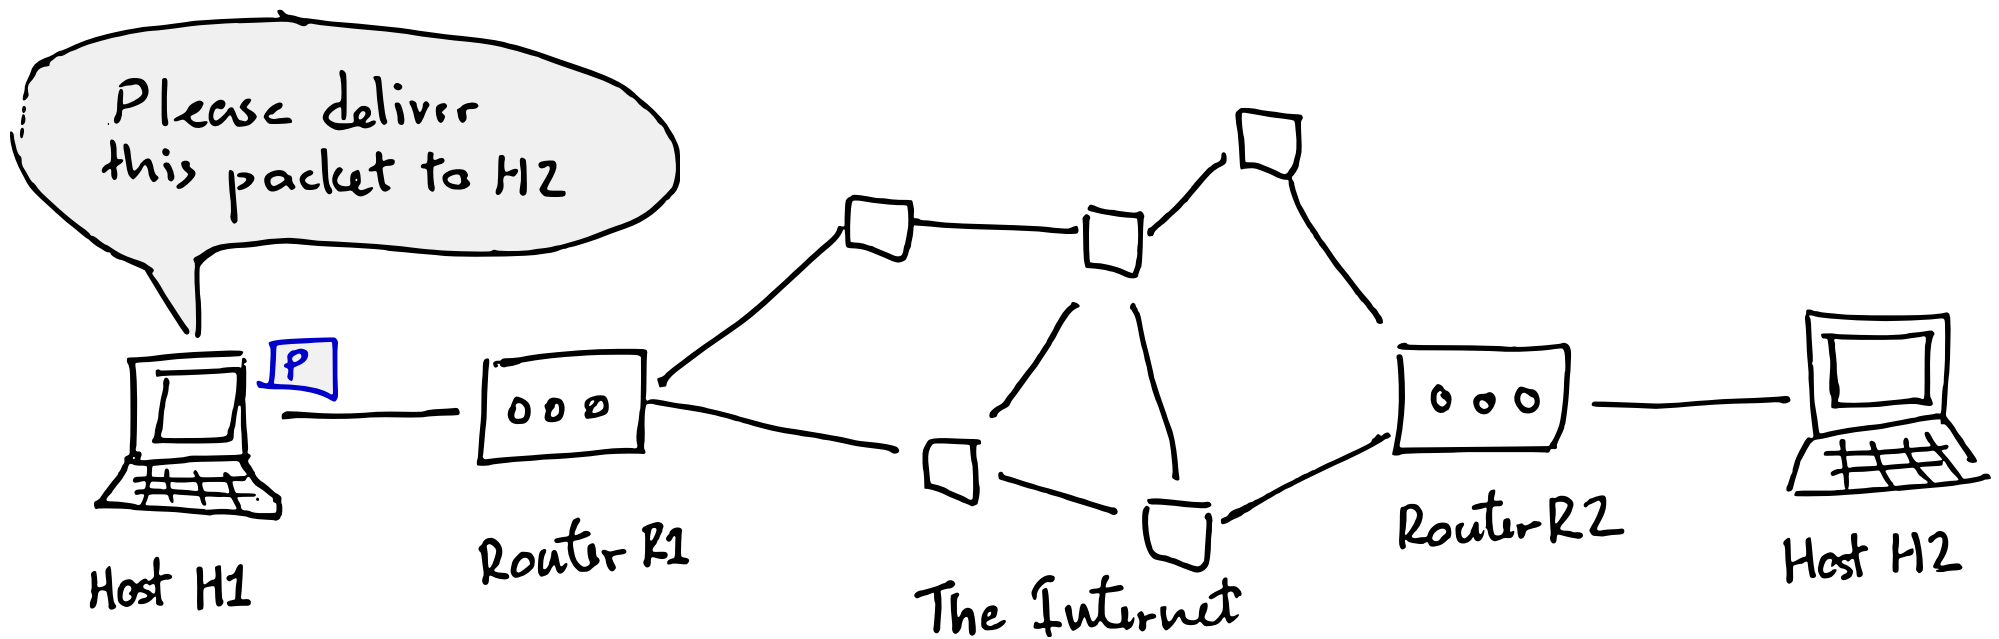 Please deliver
this packet to H2
P
Host H1
Router R1
The Internet
Router R2
Host H2